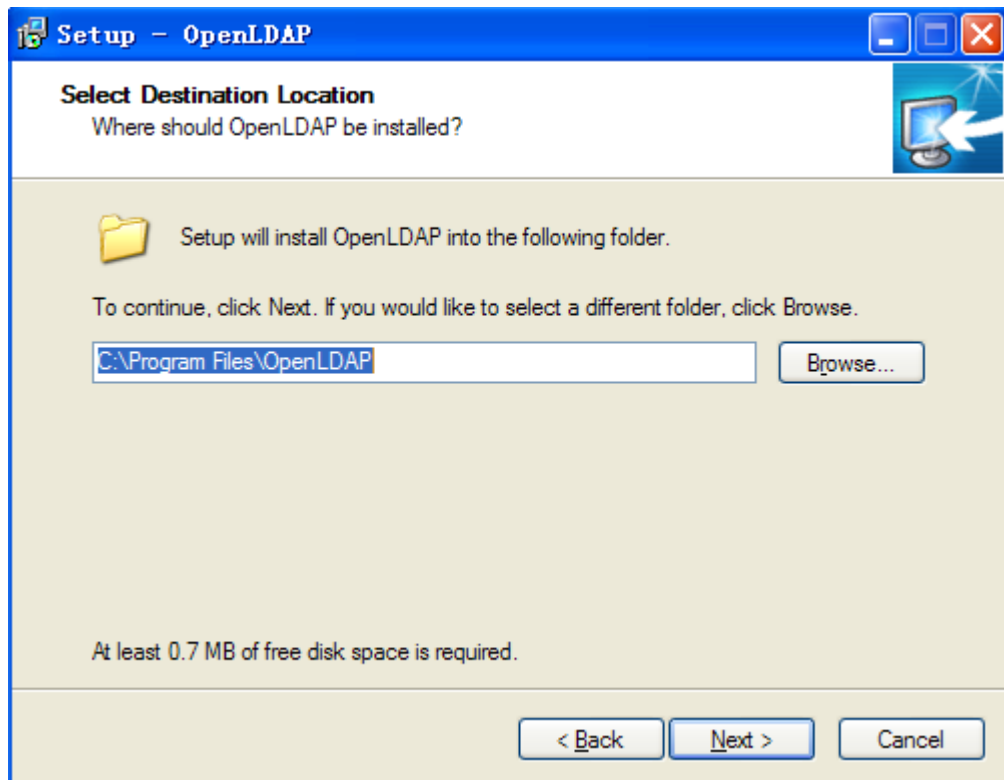 Setup - OpenLDAP
Select Destination Location
Where should OpenLDAP be installed?
Setup will install OpenLDAP into the following folder.
To continue, click Next. If you would like to select a different folder, click Browse.
C:\Program Files\OpenLDAP
Browse...
At least 0.7 MB of free disk space is required.
< Back
Next >
Cancel